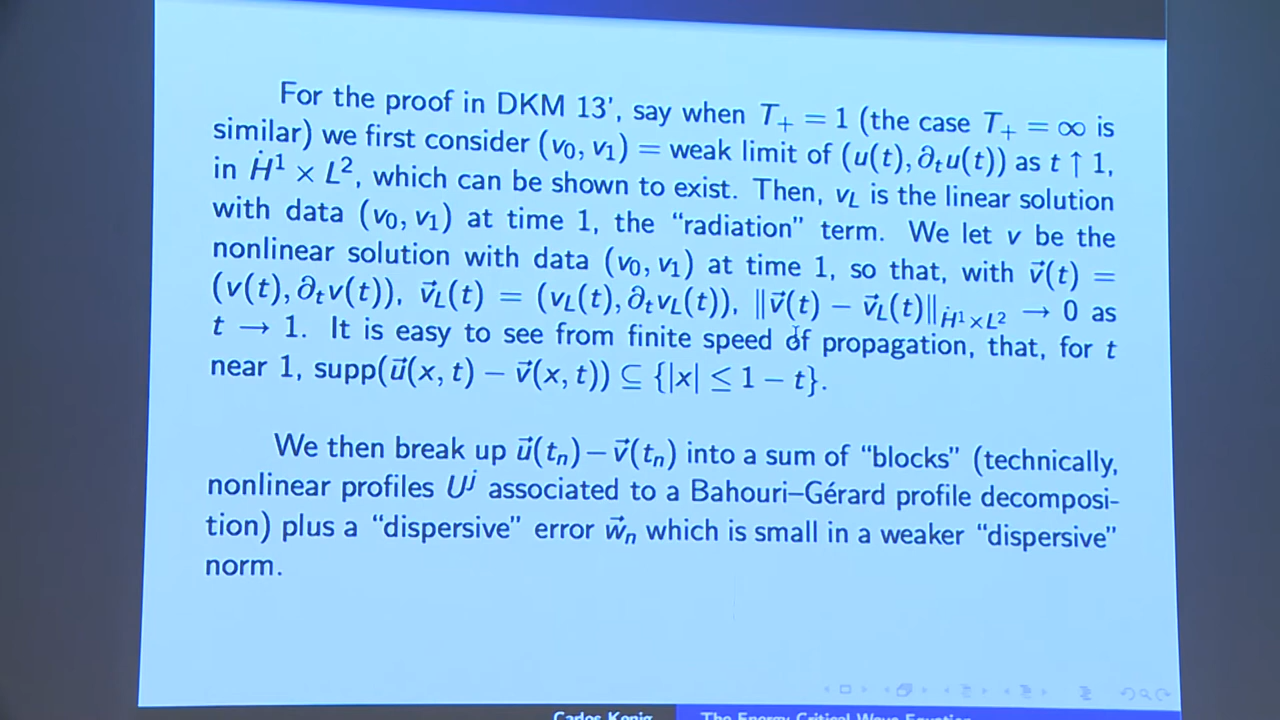 For the proof in DKM 13', say when T₊ = 1 (the case T₊ = ∞ is
similar) we first consider (v₀, v₁) = weak limit of (u(t), ∂ₜu(t)) as t ↑ 1,
in Ḣ¹ × L², which can be shown to exist. Then, v_L is the linear solution
with data (v₀, v₁) at time 1, the “radiation” term. We let v be the
nonlinear solution with data (v₀, v₁) at time 1, so that, with v⃗(t) =
(v(t), ∂ₜv(t)), v⃗_L(t) = (v_L(t), ∂ₜv_L(t)), ‖v⃗(t) − v⃗_L(t)‖_{Ḣ¹×L²} → 0 as
t → 1. It is easy to see from finite speed of propagation, that, for t
near 1, supp(u⃗(x, t) − v⃗(x, t)) ⊆ {|x| ≤ 1 − t}.
We then break up u⃗(tₙ)−v⃗(tₙ) into a sum of “blocks” (technically,
nonlinear profiles Uʲ associated to a Bahouri–Gérard profile decomposi-
tion) plus a “dispersive” error w⃗ₙ which is small in a weaker “dispersive”
norm.
Carlos Kenig The Energy Critical Wave Equation